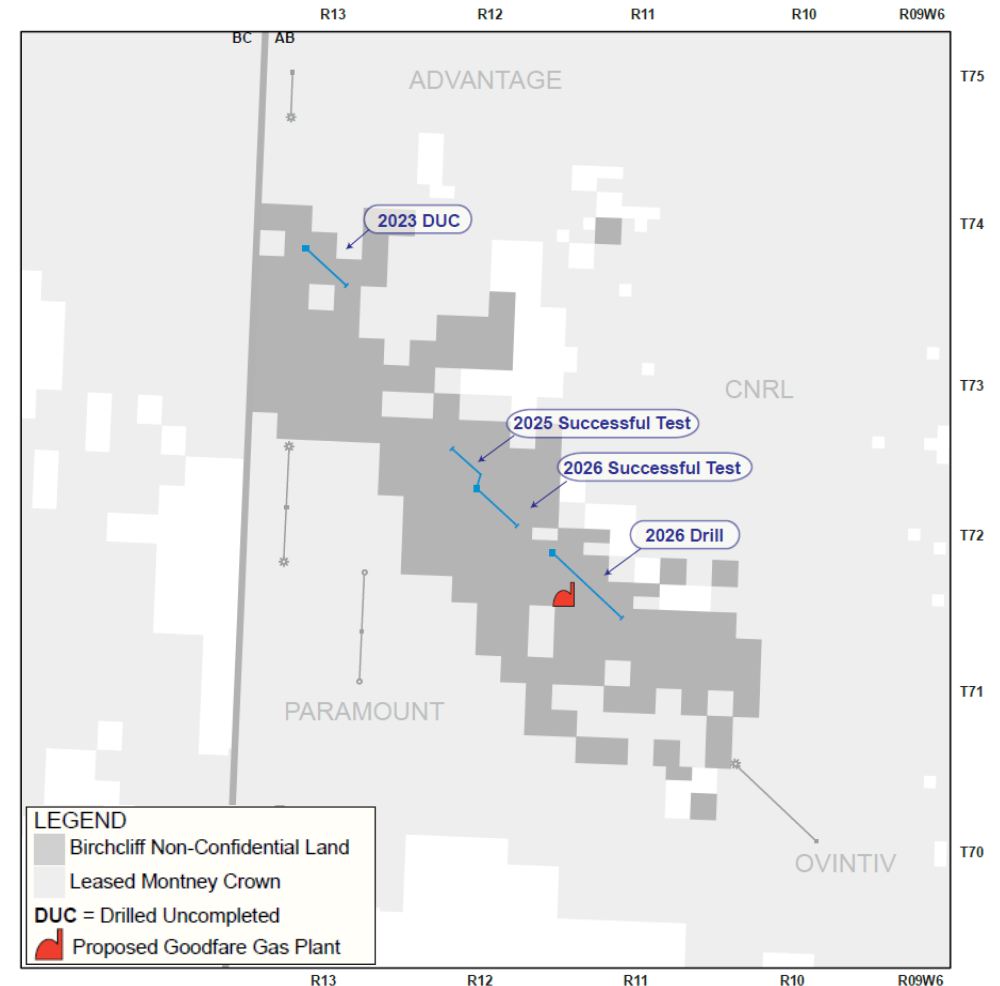 R13 R12 R11 R10 R09W6
BC AB
T75
ADVANTAGE
2023 DUC
T74
T73
CNRL
2025 Successful Test
2026 Successful Test
2026 Drill
T72
T71
PARAMOUNT
LEGEND
Birchcliff Non-Confidential Land
Leased Montney Crown
DUC = Drilled Uncompleted
Proposed Goodfare Gas Plant
T70
OVINTIV
R13 R12 R11 R10 R09W6